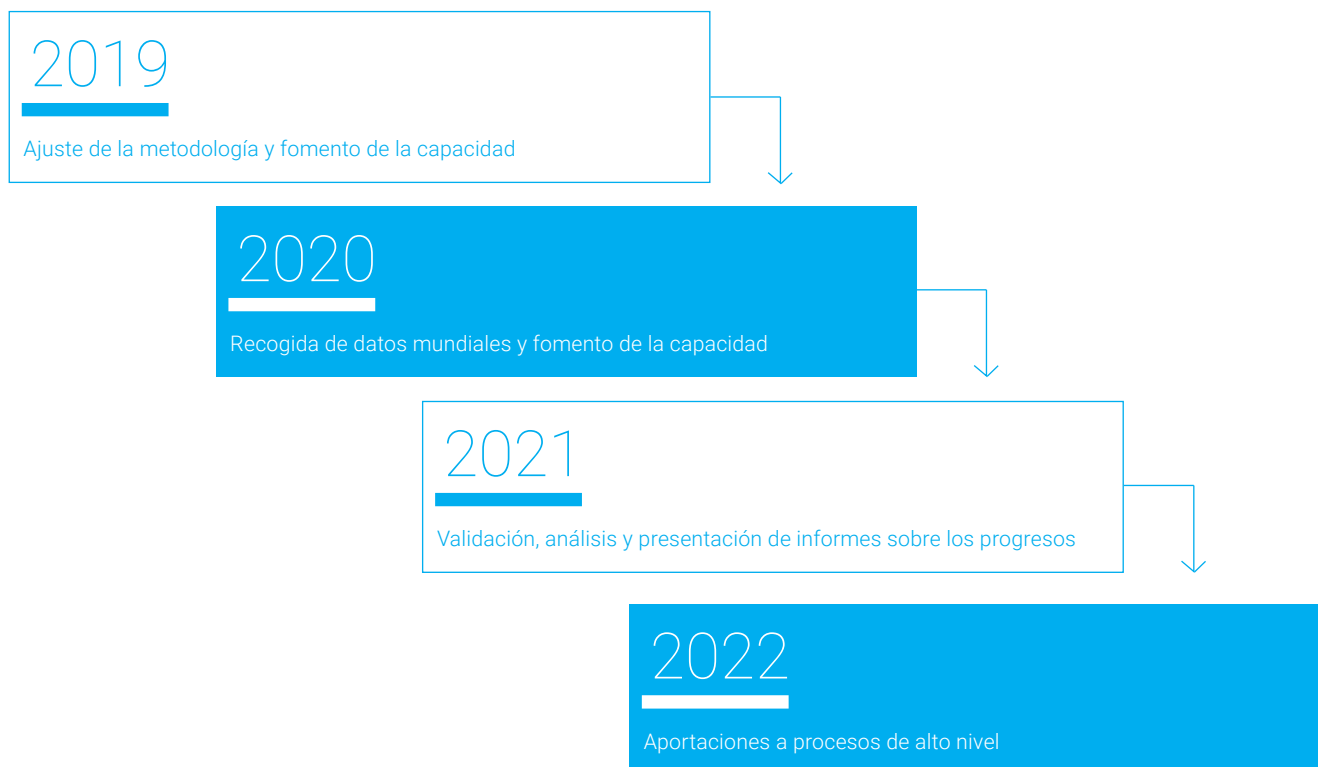 2019
Ajuste de la metodología y fomento de la capacidad
2020
Recogida de datos mundiales y fomento de la capacidad
2021
Validación, análisis y presentación de informes sobre los progresos
2022
Aportaciones a procesos de alto nivel